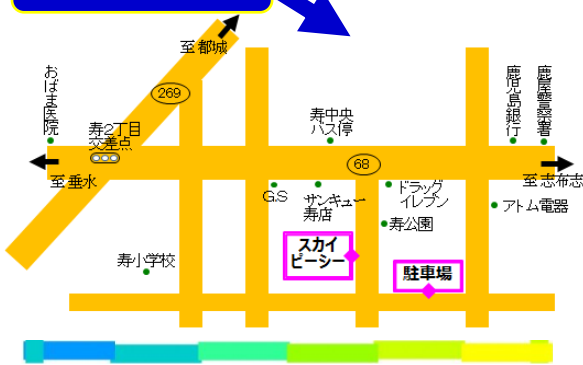 至都城
269
おばま医院
寿2丁目
交差点
寿中央
バス停
鹿児島銀行
鹿屋警察署
68
至垂水
至志布志
G.S
サンキュー
寿店
ドラッグ
イレブン
アトム電器
寿公園
スカイ
ピーシー
寿小学校
駐車場